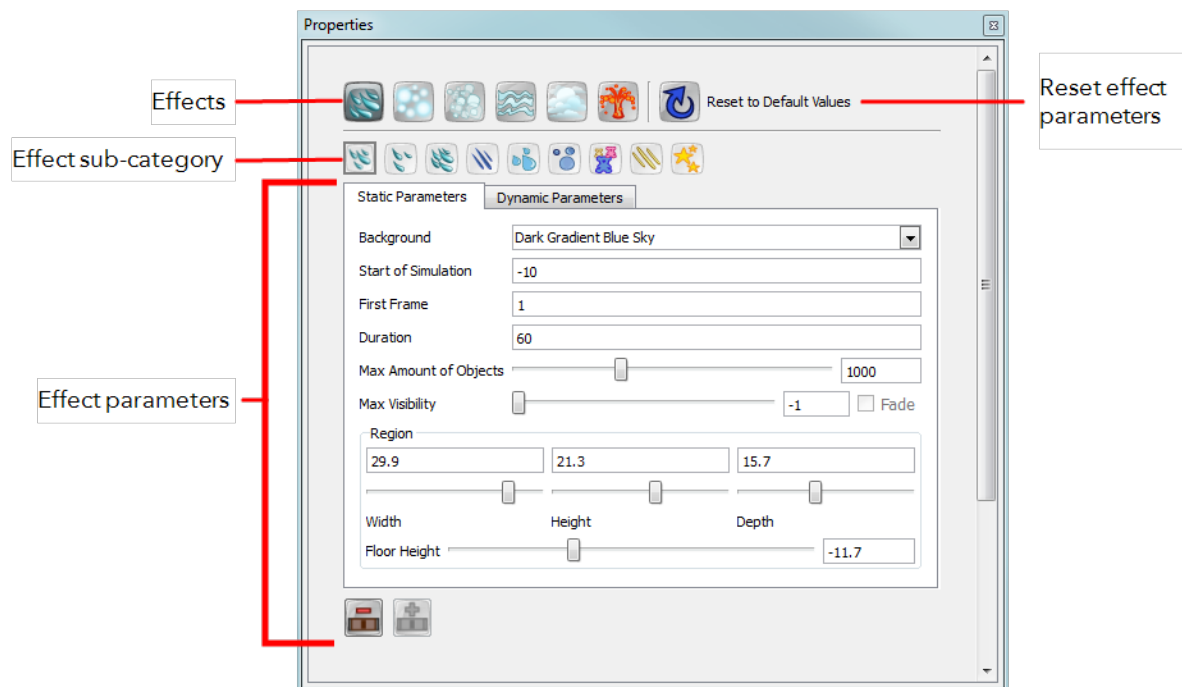 Properties
Effects
Reset to Default Values
Reset effect
parameters
Effect sub-category
Static Parameters
Dynamic Parameters
Background
Dark Gradient Blue Sky
Start of Simulation
-10
First Frame
1
Duration
60
Max Amount of Objects
1000
Effect parameters
Max Visibility
-1
Fade
Region
29.9
21.3
15.7
Width
Height
Depth
Floor Height
-11.7